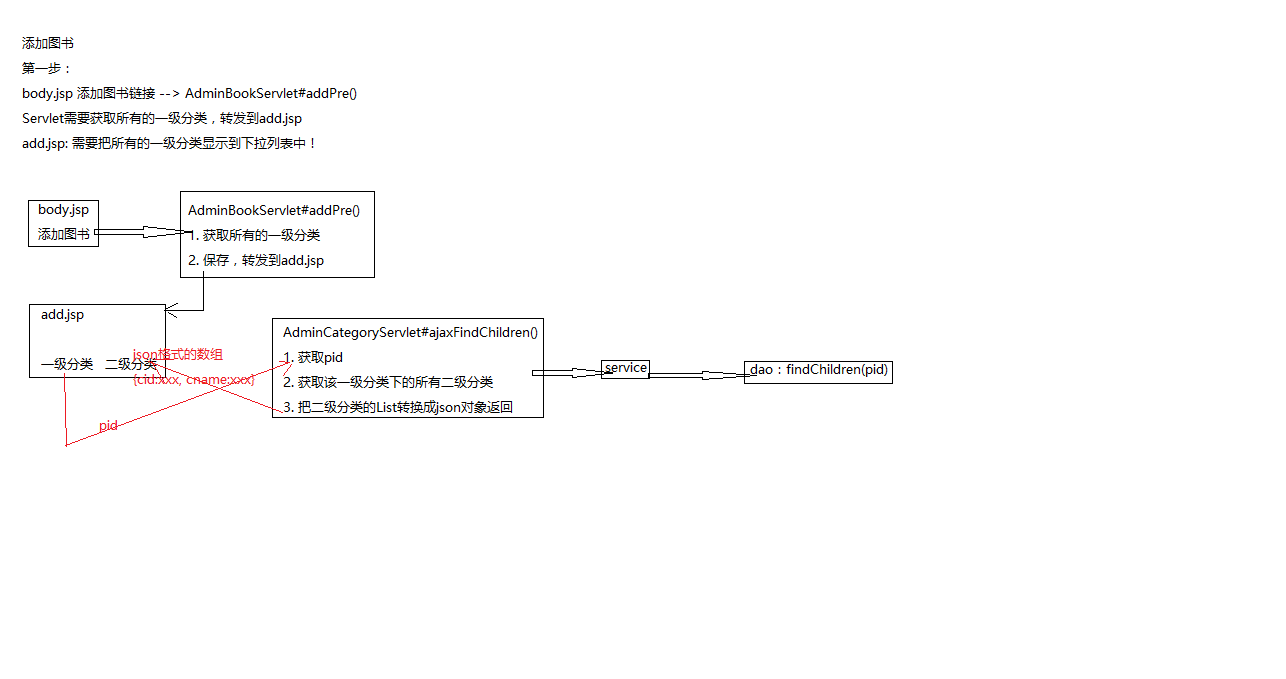 添加图书
第一步：
body.jsp 添加图书链接 --> AdminBookServlet#addPre()
Servlet需要获取所有的一级分类，转发到add.jsp
add.jsp: 需要把所有的一级分类显示到下拉列表中！
body.jsp
添加图书
AdminBookServlet#addPre()
1. 获取所有的一级分类
2. 保存，转发到add.jsp
add.jsp
一级分类 二级分类
json格式的数组
{cid:xxx, cname:xxx}
pid
AdminCategoryServlet#ajaxFindChildren()
1. 获取pid
2. 获取该一级分类下的所有二级分类
3. 把二级分类的List转换成json对象返回
service
dao：findChildren(pid)